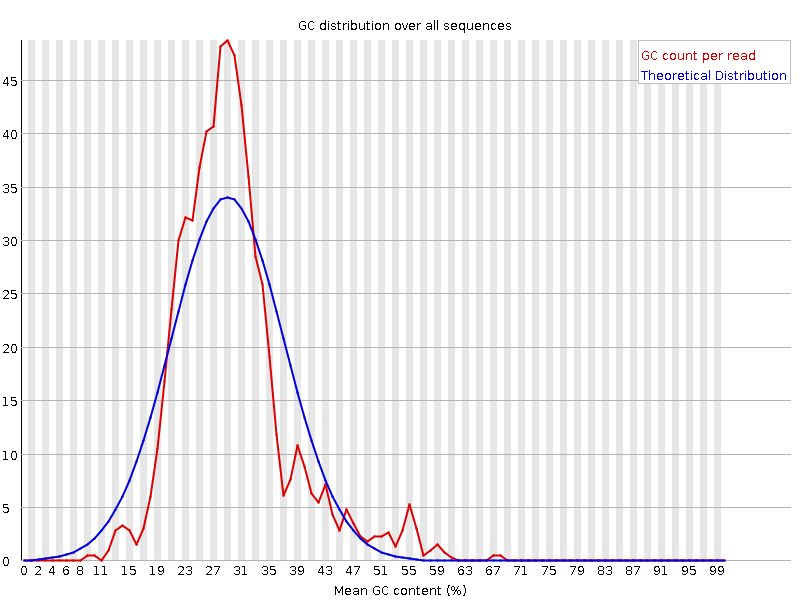 GC distribution over all sequences
GC count per read
Theoretical Distribution
45
40
35
30
25
20
15
10
5
0
0 2 4 6 8 11 15 19 23 27 31 35 39 43 47 51 55 59 63 67 71 75 79 83 87 91 95 99
Mean GC content (%)